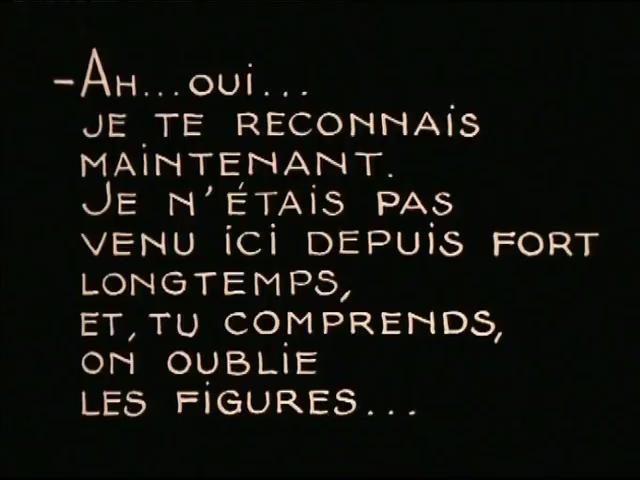 -Ah...oui...
JE TE RECONNAiS
MAiNTENANT.
JE N'ÉTAiS PAS
VENU iCi DEPUiS FORT
LONGTEMPS,
ET, TU COMPRENDS,
ON OUBLiE
LES FiGURES...